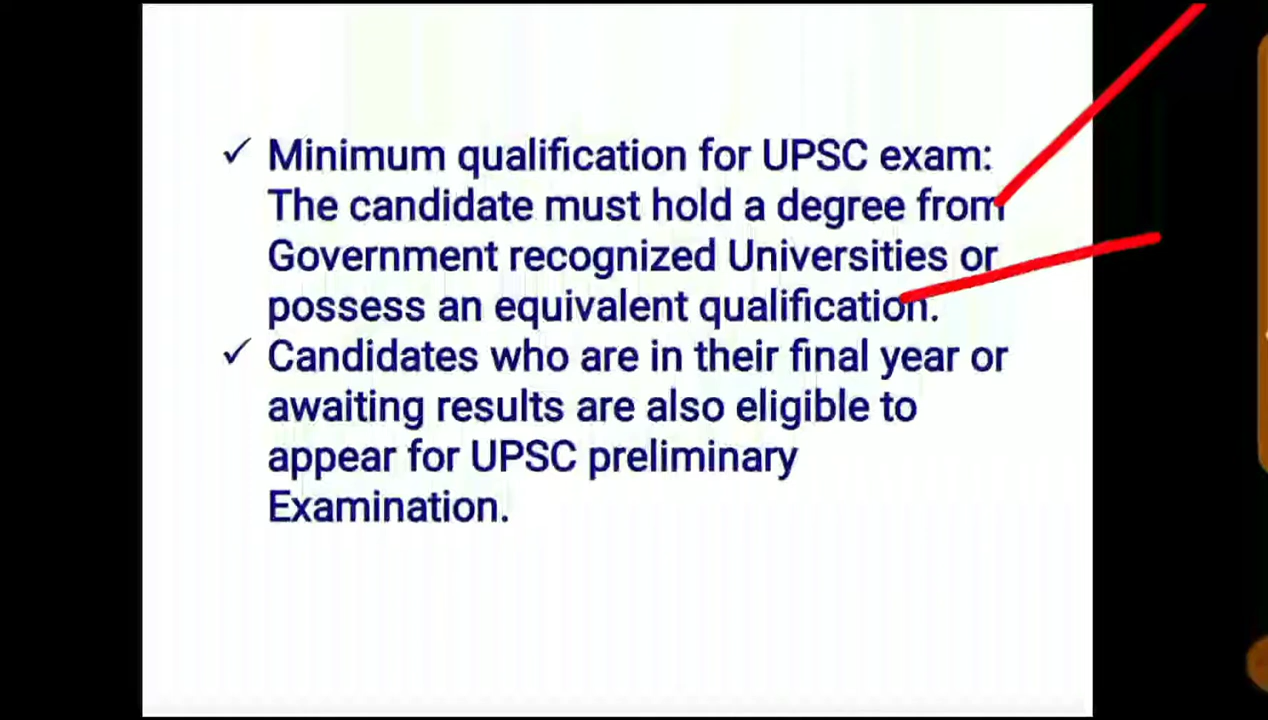 ✓ Minimum qualification for UPSC exam:
The candidate must hold a degree from
Government recognized Universities or
possess an equivalent qualification.
✓ Candidates who are in their final year or
awaiting results are also eligible to
appear for UPSC preliminary
Examination.